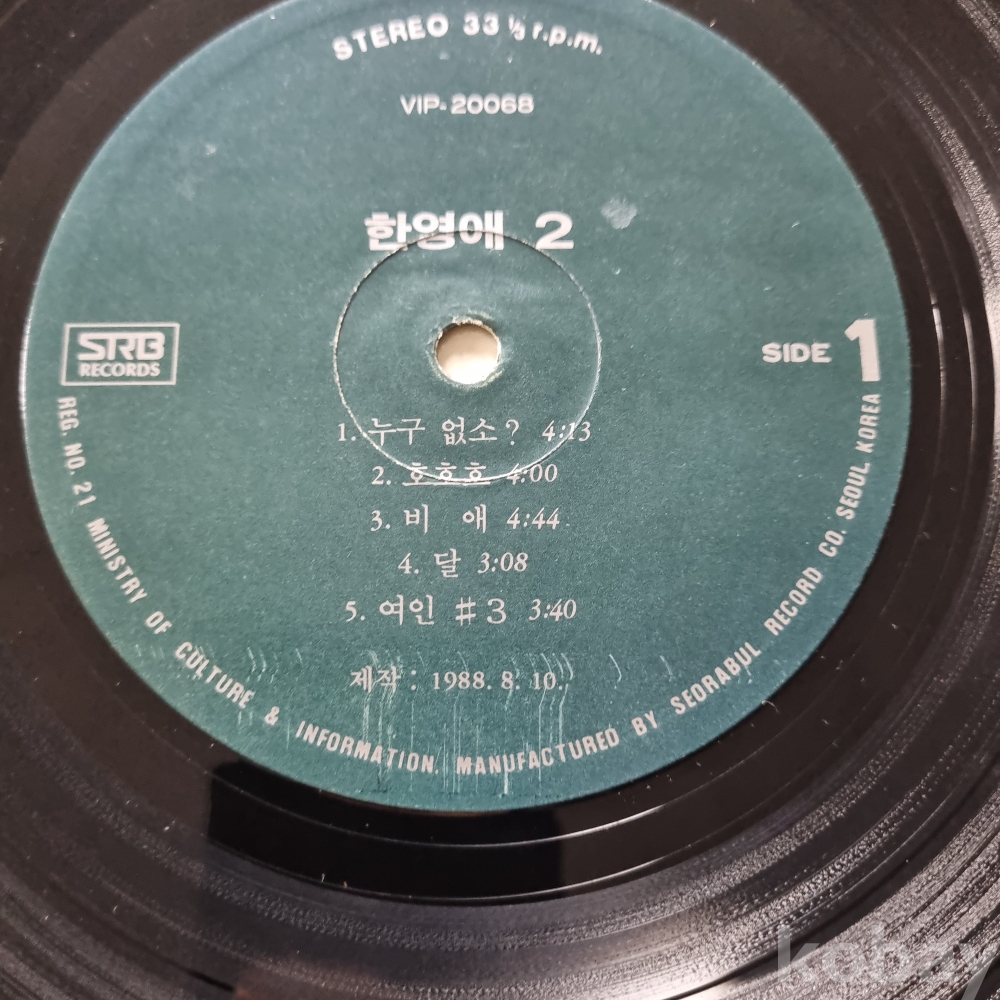 STEREO 33 ⅓ r.p.m.
VIP-20068
한영애 2
STRB
RECORDS
SIDE 1
1. 누구 없소? 4:13
2. 호호호 4:00
3. 비 애 4:44
4. 달 3:08
5. 여인 #3 3:40
제작: 1988. 8. 10.
REG. NO. 21 MINISTRY OF CULTURE & INFORMATION. MANUFACTURED BY SEORABUL RECORD CO. SEOUL KOREA